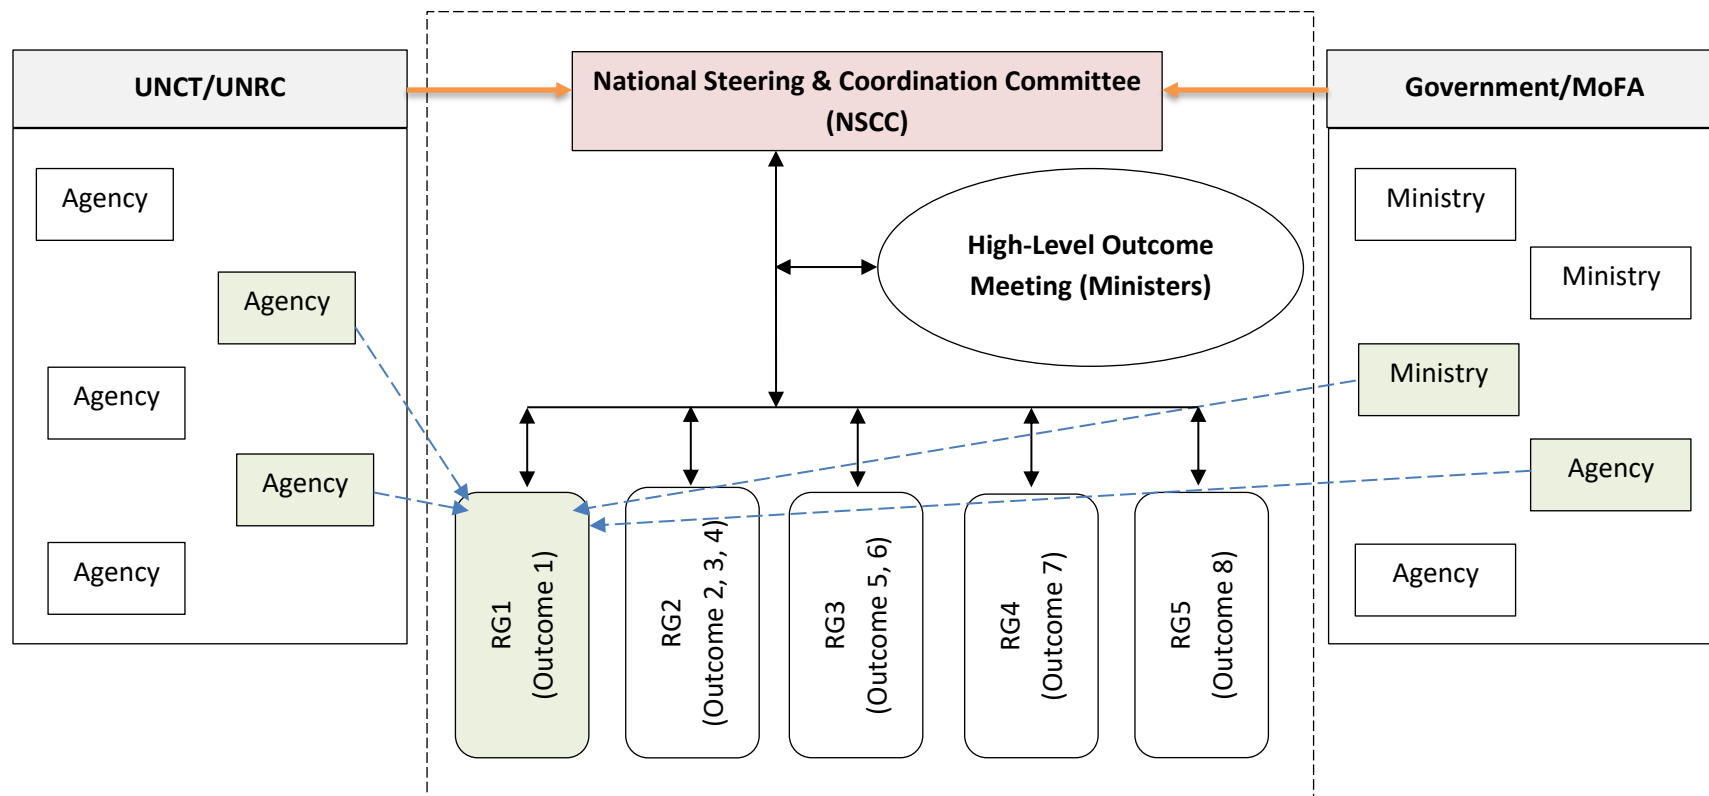 UNCT/UNRC
Agency
Agency
Agency
Agency
Agency
National Steering & Coordination Committee
(NSCC)
High-Level Outcome
Meeting (Ministers)
RG1
(Outcome 1)
RG2
(Outcome 2, 3, 4)
RG3
(Outcome 5, 6)
RG4
(Outcome 7)
RG5
(Outcome 8)
Government/MoFA
Ministry
Ministry
Ministry
Agency
Agency